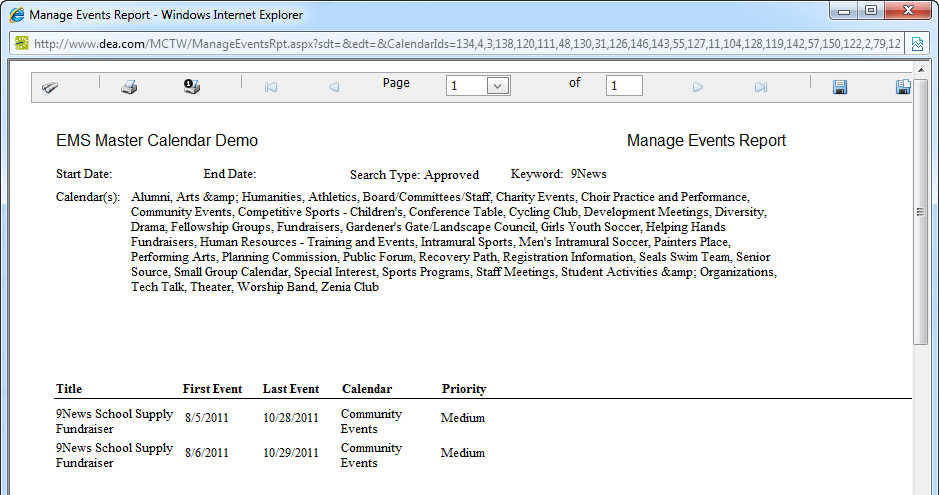 Manage Events Report - Windows Internet Explorer
http://www.dea.com/MCTW/ManageEventsRpt.aspx?sdt=&edt=&CalendarIds=134,4,3,138,120,111,48,130,31,126,146,143,55,127,11,104,128,119,142,57,150,122,2,79,12
Page 1 of 1
EMS Master Calendar Demo Manage Events Report
Start Date: End Date: Search Type: Approved Keyword: 9News
Calendar(s): Alumni, Arts &amp; Humanities, Athletics, Board/Committees/Staff, Charity Events, Choir Practice and Performance,
Community Events, Competitive Sports - Children's, Conference Table, Cycling Club, Development Meetings, Diversity,
Drama, Fellowship Groups, Fundraisers, Gardener's Gate/Landscape Council, Girls Youth Soccer, Helping Hands
Fundraisers, Human Resources - Training and Events, Intramural Sports, Men's Intramural Soccer, Painters Place,
Performing Arts, Planning Commission, Public Forum, Recovery Path, Registration Information, Seals Swim Team, Senior
Source, Small Group Calendar, Special Interest, Sports Programs, Staff Meetings, Student Activities &amp; Organizations,
Tech Talk, Theater, Worship Band, Zenia Club
Title First Event Last Event Calendar Priority
9News School Supply Fundraiser 8/5/2011 10/28/2011 Community Events Medium
9News School Supply Fundraiser 8/6/2011 10/29/2011 Community Events Medium